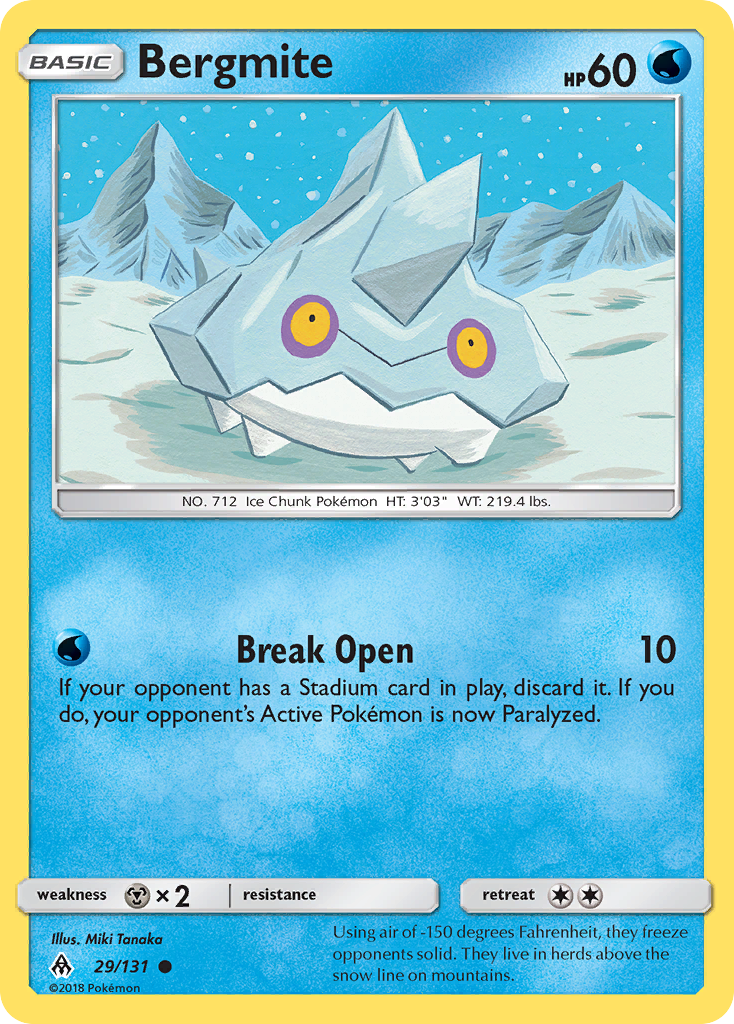 BASIC Bergmite HP60
NO. 712 Ice Chunk Pokémon HT: 3'03" WT: 219.4 lbs.
Break Open 10
If your opponent has a Stadium card in play, discard it. If you
do, your opponent's Active Pokémon is now Paralyzed.
weakness ×2 resistance retreat
Illus. Miki Tanaka
29/131
©2018 Pokémon
Using air of -150 degrees Fahrenheit, they freeze
opponents solid. They live in herds above the
snow line on mountains.